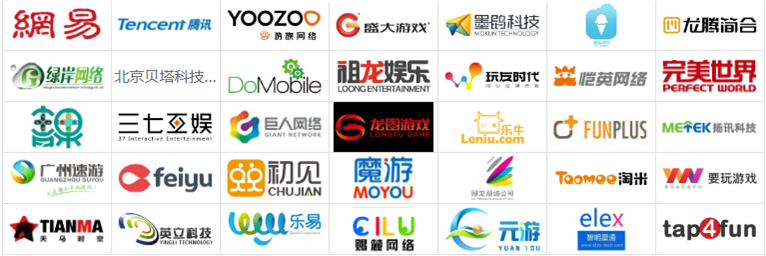 網易
Tencent 腾讯
YOOZOO
游族网络
盛大游戏
墨鹍科技
MOKUN TECHNOLOGY
龙腾简合
绿岸网络
北京贝塔科技...
DoMobile
祖龙娱乐
LOONG ENTERTAINMENT
玩友时代
恺英网络
完美世界
PERFECT WORLD
三七互娱
37 Interactive Entertainment
巨人网络
GIANT NETWORK
龙图游戏
LONGTU GAME
乐牛
Leniu.com
FUNPLUS
METEK 扬讯科技
广州速游
GUANGZHOU SUYOU
feiyu
初见
CHUJIAN
魔游
MOYOU
Taomee 淘米
要玩游戏
TIANMA
天马时空
英立科技
YINGLI TECHNOLOGY
乐易
CILU
赐麓网络
元游
YUAN YOU
elex
智明星通
tap4fun